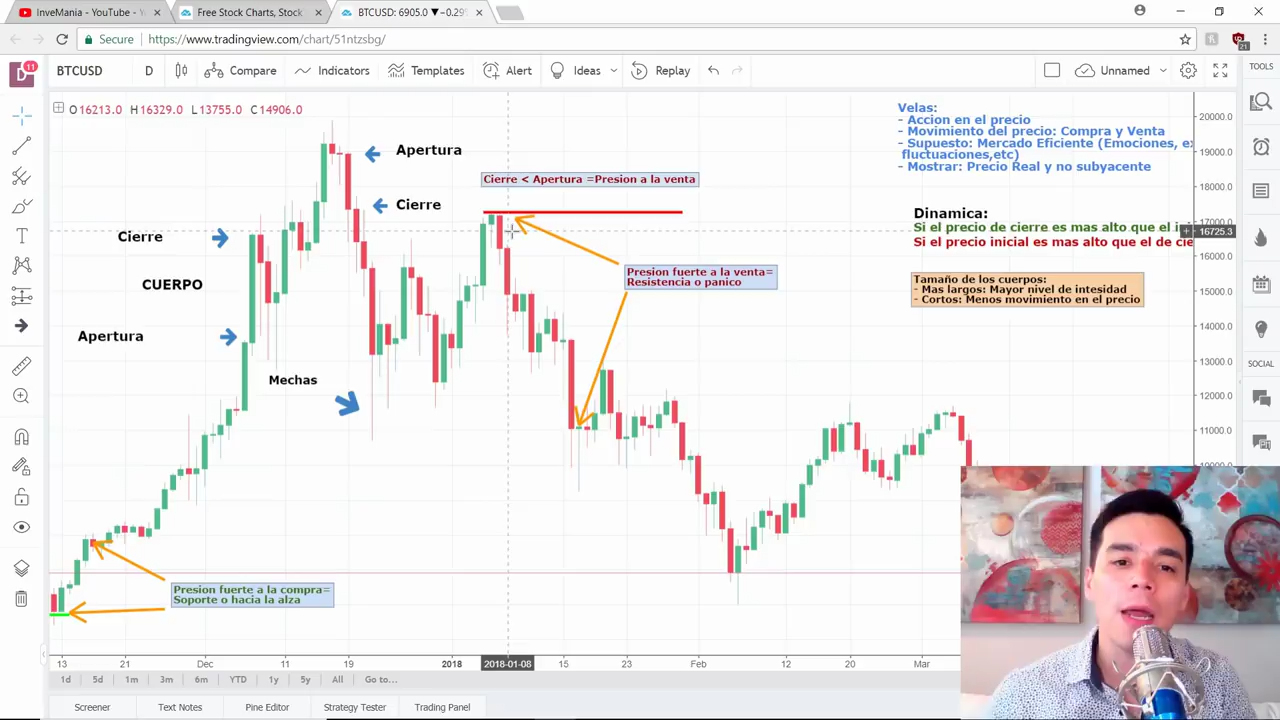 InveMania - YouTube -
Free Stock Charts, Stock
BTCUSD: 6905.0 ▼-0.29%
Secure
https://www.tradingview.com/chart/51ntzsbg/
21
11
BTCUSD
D
Compare
Indicators
Templates
Alert
Ideas
Replay
Unnamed
TOOLS
O16213.0 H16329.0 L13755.0 C14906.0
Velas:
- Accion en el precio
- Movimiento del precio: Compra y Venta
- Supuesto: Mercado Eficiente (Emociones, e
fluctuaciones,etc)
- Mostrar: Precio Real y no subyacente
Apertura
Cierre < Apertura =Presion a la venta
Cierre
Cierre
CUERPO
Apertura
Mechas
Dinamica:
Si el precio de cierre es mas alto que el i
Si el precio inicial es mas alto que el de cie
Presion fuerte a la venta=
Resistencia o panico
Tamaño de los cuerpos:
- Mas largos: Mayor nivel de intesidad
- Cortos: Menos movimiento en el precio
Presion fuerte a la compra=
Soporte o hacia la alza
20000.0
19000.0
18000.0
17000.0
16725.3
16000.0
15000.0
14000.0
13000.0
12000.0
11000.0
10000.0
SOCIAL
13 21 Dec 11 19 2018 2018-01-08 15 23 Feb 12 20 Mar
1d 5d 1m 3m 6m YTD 1y 5y All Go to...
Screener
Text Notes
Pine Editor
Strategy Tester
Trading Panel